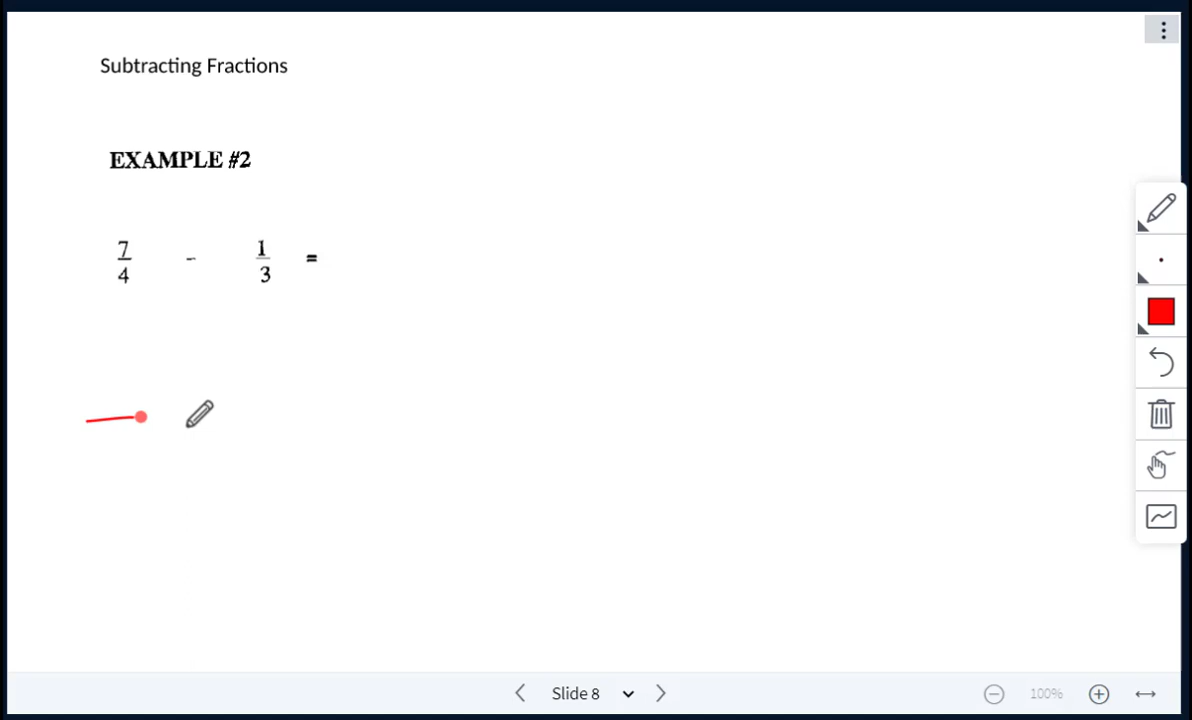 Subtracting Fractions
EXAMPLE #2
7/4 - 1/3 =
Slide 8
100%